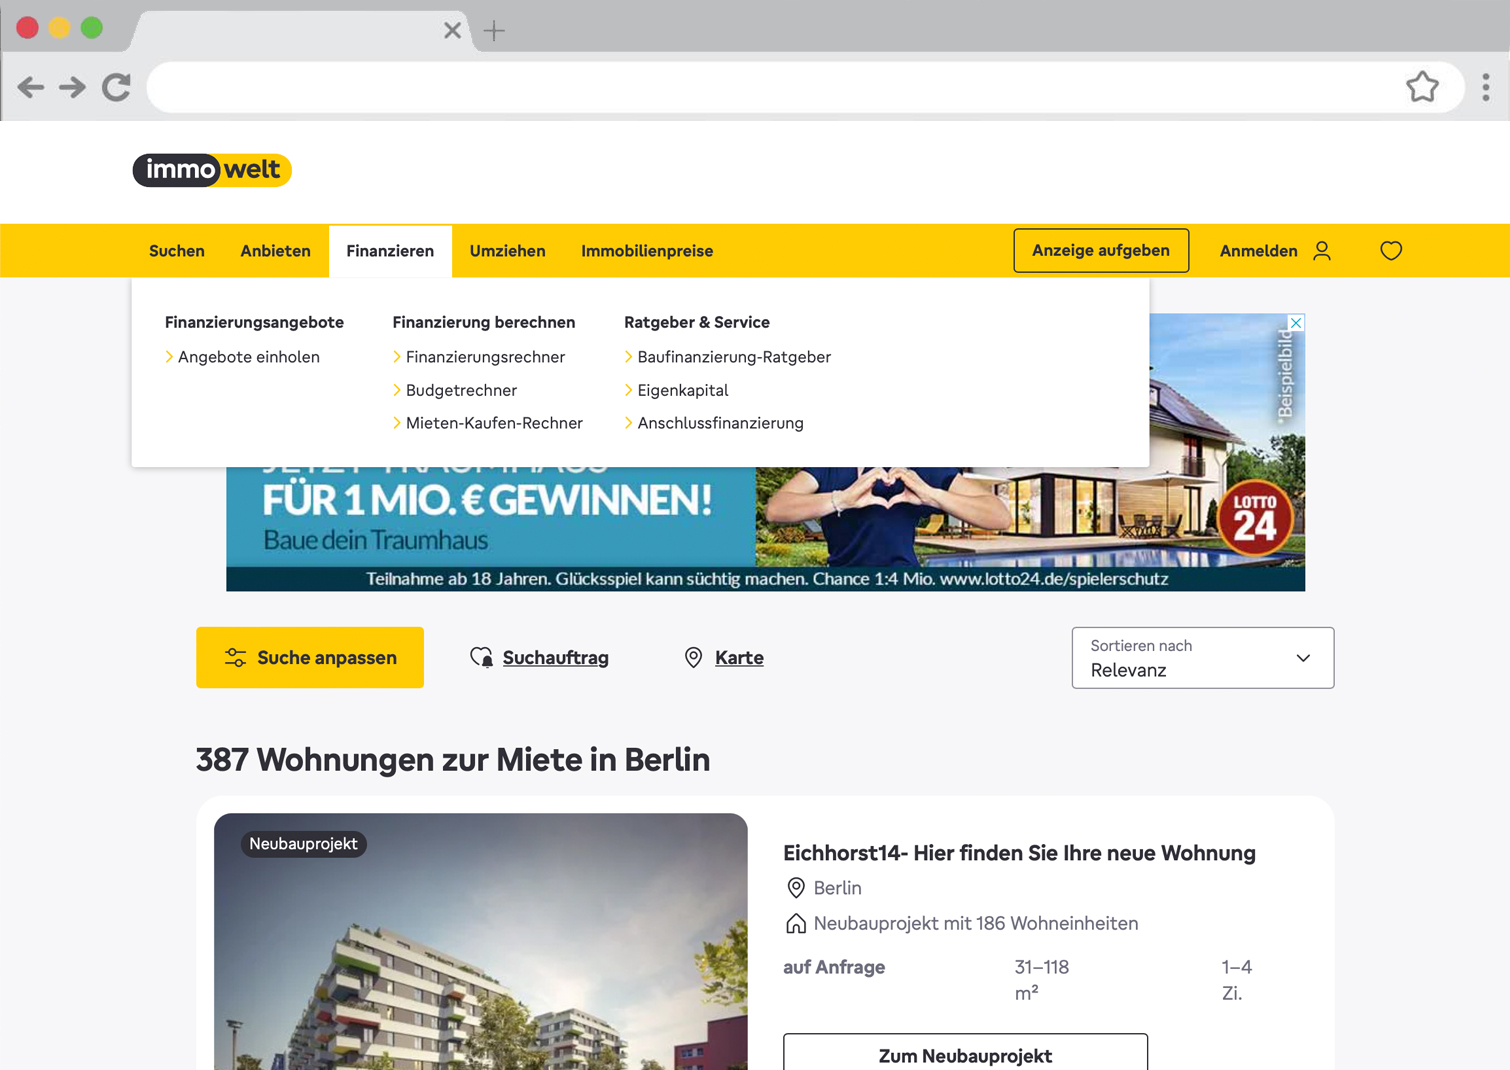 immowelt
Suchen
Anbieten
Finanzieren
Umziehen
Immobilienpreise
Anzeige aufgeben
Anmelden
Finanzierungsangebote
Angebote einholen
Finanzierung berechnen
Finanzierungsrechner
Budgetrechner
Mieten-Kaufen-Rechner
Ratgeber & Service
Baufinanzierung-Ratgeber
Eigenkapital
Anschlussfinanzierung
*Beispielbild
JETZT TRAUMHAUS
FÜR 1 MIO. € GEWINNEN!
Baue dein Traumhaus
LOTTO
24
Teilnahme ab 18 Jahren. Glücksspiel kann süchtig machen. Chance 1:4 Mio. www.lotto24.de/spielerschutz
Suche anpassen
Suchauftrag
Karte
Sortieren nach
Relevanz
387 Wohnungen zur Miete in Berlin
Neubauprojekt
Eichhorst14- Hier finden Sie Ihre neue Wohnung
Berlin
Neubauprojekt mit 186 Wohneinheiten
auf Anfrage
31–118
m²
1–4
Zi.
Zum Neubauprojekt